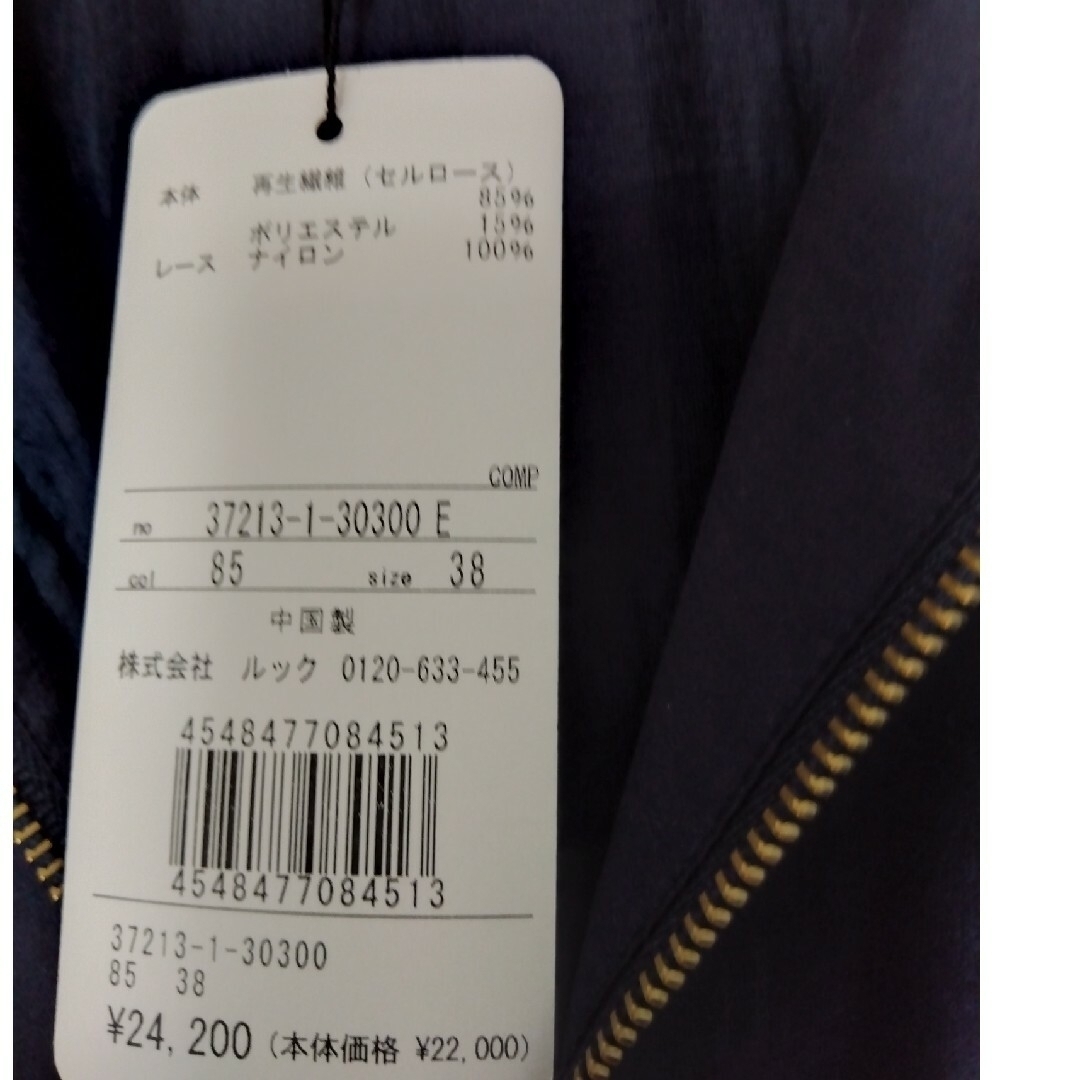 本体 再生繊維（セルロース）
85%
ポリエステル 15%
レース ナイロン 100%
COMP
no 37213-1-30300 E
col 85 size 38
中国製
株式会社 ルック 0120-633-455
4548477084513
4548477084513
37213-1-30300
85 38
¥24,200 (本体価格 ¥22,000)